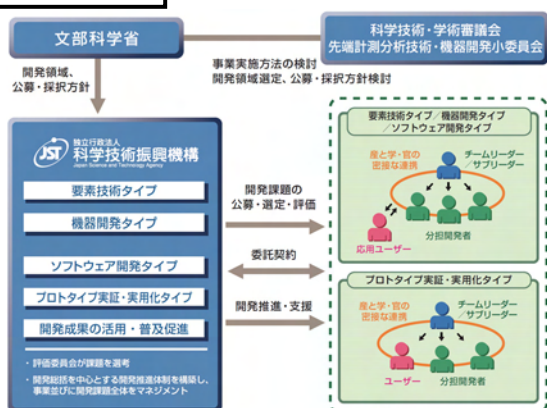 文部科学省
科学技術・学術審議会
先端計測分析技術・機器開発小委員会
開発領域、
公募・採択方針
事業実施方法の検討
開発領域選定、公募・採択方針検討
JST
独立行政法人
科学技術振興機構
Japan Science and Technology Agency
要素技術タイプ
機器開発タイプ
ソフトウェア開発タイプ
プロトタイプ実証・実用化タイプ
開発成果の活用・普及促進
・評価委員会が課題を選考
・開発総括を中心とする開発推進体制を構築し、
事業並びに開発課題全体をマネジメント
開発課題の
公募・選定・評価
委託契約
開発推進・支援
要素技術タイプ/機器開発タイプ
/ソフトウェア開発タイプ
産と学・官の
密接な連携
チームリーダー
/サブリーダー
応用ユーザー
分担開発者
プロトタイプ実証・実用化タイプ
産と学・官の
密接な連携
チームリーダー
/サブリーダー
ユーザー
分担開発者